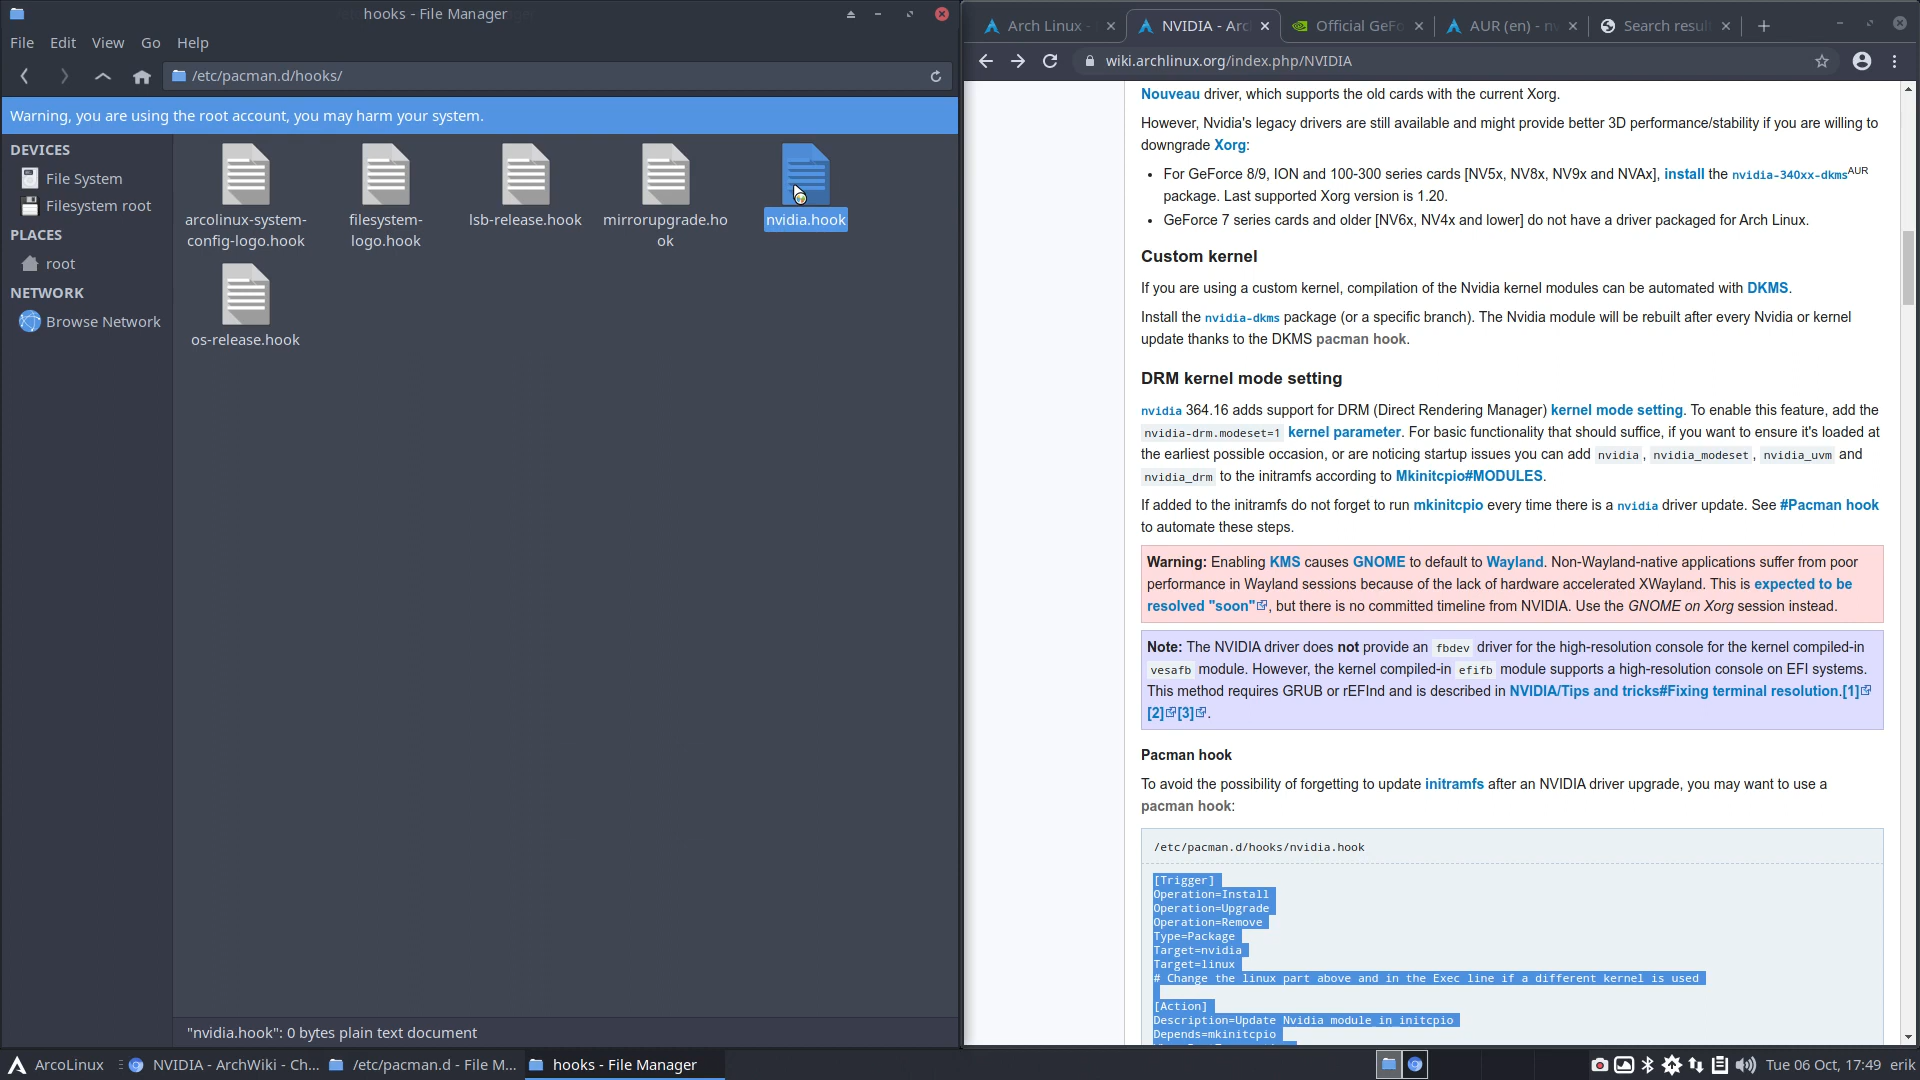 hooks - File Manager
File Edit View Go Help
/etc/pacman.d/hooks/
Warning, you are using the root account, you may harm your system.
DEVICES
File System
Filesystem root
PLACES
root
NETWORK
Browse Network
arcolinux-system-
config-logo.hook
filesystem-
logo.hook
lsb-release.hook
mirrorupgrade.ho
ok
nvidia.hook
os-release.hook
"nvidia.hook": 0 bytes plain text document
Arch Linux -
NVIDIA - Arc
Official GeFo
AUR (en) - nv
Search resul
wiki.archlinux.org/index.php/NVIDIA
Nouveau driver, which supports the old cards with the current Xorg.
However, Nvidia's legacy drivers are still available and might provide better 3D performance/stability if you are willing to
downgrade Xorg:
• For GeForce 8/9, ION and 100-300 series cards [NV5x, NV8x, NV9x and NVAx], install the nvidia-340xx-dkmsAUR
package. Last supported Xorg version is 1.20.
• GeForce 7 series cards and older [NV6x, NV4x and lower] do not have a driver packaged for Arch Linux.
Custom kernel
If you are using a custom kernel, compilation of the Nvidia kernel modules can be automated with DKMS.
Install the nvidia-dkms package (or a specific branch). The Nvidia module will be rebuilt after every Nvidia or kernel
update thanks to the DKMS pacman hook.
DRM kernel mode setting
nvidia 364.16 adds support for DRM (Direct Rendering Manager) kernel mode setting. To enable this feature, add the
nvidia-drm.modeset=1 kernel parameter. For basic functionality that should suffice, if you want to ensure it's loaded at
the earliest possible occasion, or are noticing startup issues you can add nvidia, nvidia_modeset, nvidia_uvm and
nvidia_drm to the initramfs according to Mkinitcpio#MODULES.
If added to the initramfs do not forget to run mkinitcpio every time there is a nvidia driver update. See #Pacman hook
to automate these steps.
Warning: Enabling KMS causes GNOME to default to Wayland. Non-Wayland-native applications suffer from poor
performance in Wayland sessions because of the lack of hardware accelerated XWayland. This is expected to be
resolved "soon", but there is no committed timeline from NVIDIA. Use the GNOME on Xorg session instead.
Note: The NVIDIA driver does not provide an fbdev driver for the high-resolution console for the kernel compiled-in
vesafb module. However, the kernel compiled-in efifb module supports a high-resolution console on EFI systems.
This method requires GRUB or rEFInd and is described in NVIDIA/Tips and tricks#Fixing terminal resolution.[1]
[2][3].
Pacman hook
To avoid the possibility of forgetting to update initramfs after an NVIDIA driver upgrade, you may want to use a
pacman hook:
/etc/pacman.d/hooks/nvidia.hook
[Trigger]
Operation=Install
Operation=Upgrade
Operation=Remove
Type=Package
Target=nvidia
Target=linux
# Change the linux part above and in the Exec line if a different kernel is used
[Action]
Description=Update Nvidia module in initcpio
Depends=mkinitcpio
ArcoLinux
NVIDIA - ArchWiki - Ch...
/etc/pacman.d - File M...
hooks - File Manager
Tue 06 Oct, 17:49 erik